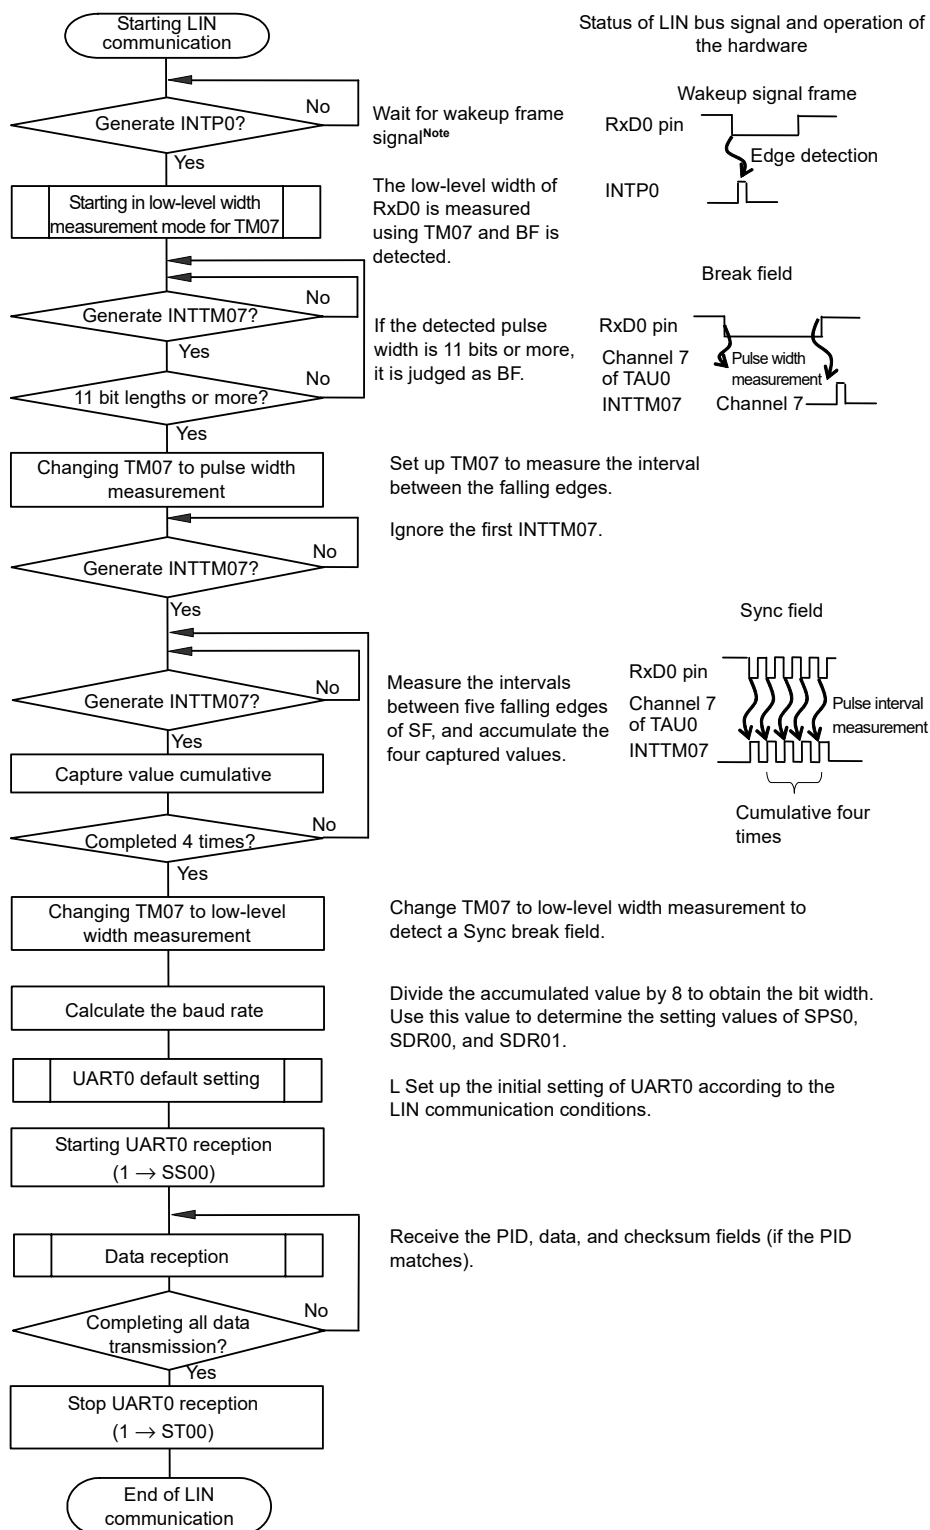 Starting LIN
communication
Status of LIN bus signal and operation of
the hardware
No
Generate INTP0?
Yes
Wait for wakeup frame
signalNote
Wakeup signal frame
RxD0 pin
Edge detection
INTP0
Starting in low-level width
measurement mode for TM07
The low-level width of
RxD0 is measured
using TM07 and BF is
detected.
No
Generate INTTM07?
Yes
No
11 bit lengths or more?
Yes
If the detected pulse
width is 11 bits or more,
it is judged as BF.
Break field
RxD0 pin
Channel 7
of TAU0
Pulse width
measurement
INTTM07
Channel 7
Changing TM07 to pulse width
measurement
Set up TM07 to measure the interval
between the falling edges.
Ignore the first INTTM07.
No
Generate INTTM07?
Yes
No
Generate INTTM07?
Yes
Capture value cumulative
No
Completed 4 times?
Yes
Measure the intervals
between five falling edges
of SF, and accumulate the
four captured values.
Sync field
RxD0 pin
Channel 7
of TAU0
Pulse interval
measurement
INTTM07
Cumulative four
times
Changing TM07 to low-level
width measurement
Change TM07 to low-level width measurement to
detect a Sync break field.
Calculate the baud rate
Divide the accumulated value by 8 to obtain the bit width.
Use this value to determine the setting values of SPS0,
SDR00, and SDR01.
UART0 default setting
L Set up the initial setting of UART0 according to the
LIN communication conditions.
Starting UART0 reception
(1 → SS00)
Data reception
Receive the PID, data, and checksum fields (if the PID
matches).
No
Completing all data
transmission?
Yes
Stop UART0 reception
(1 → ST00)
End of LIN
communication